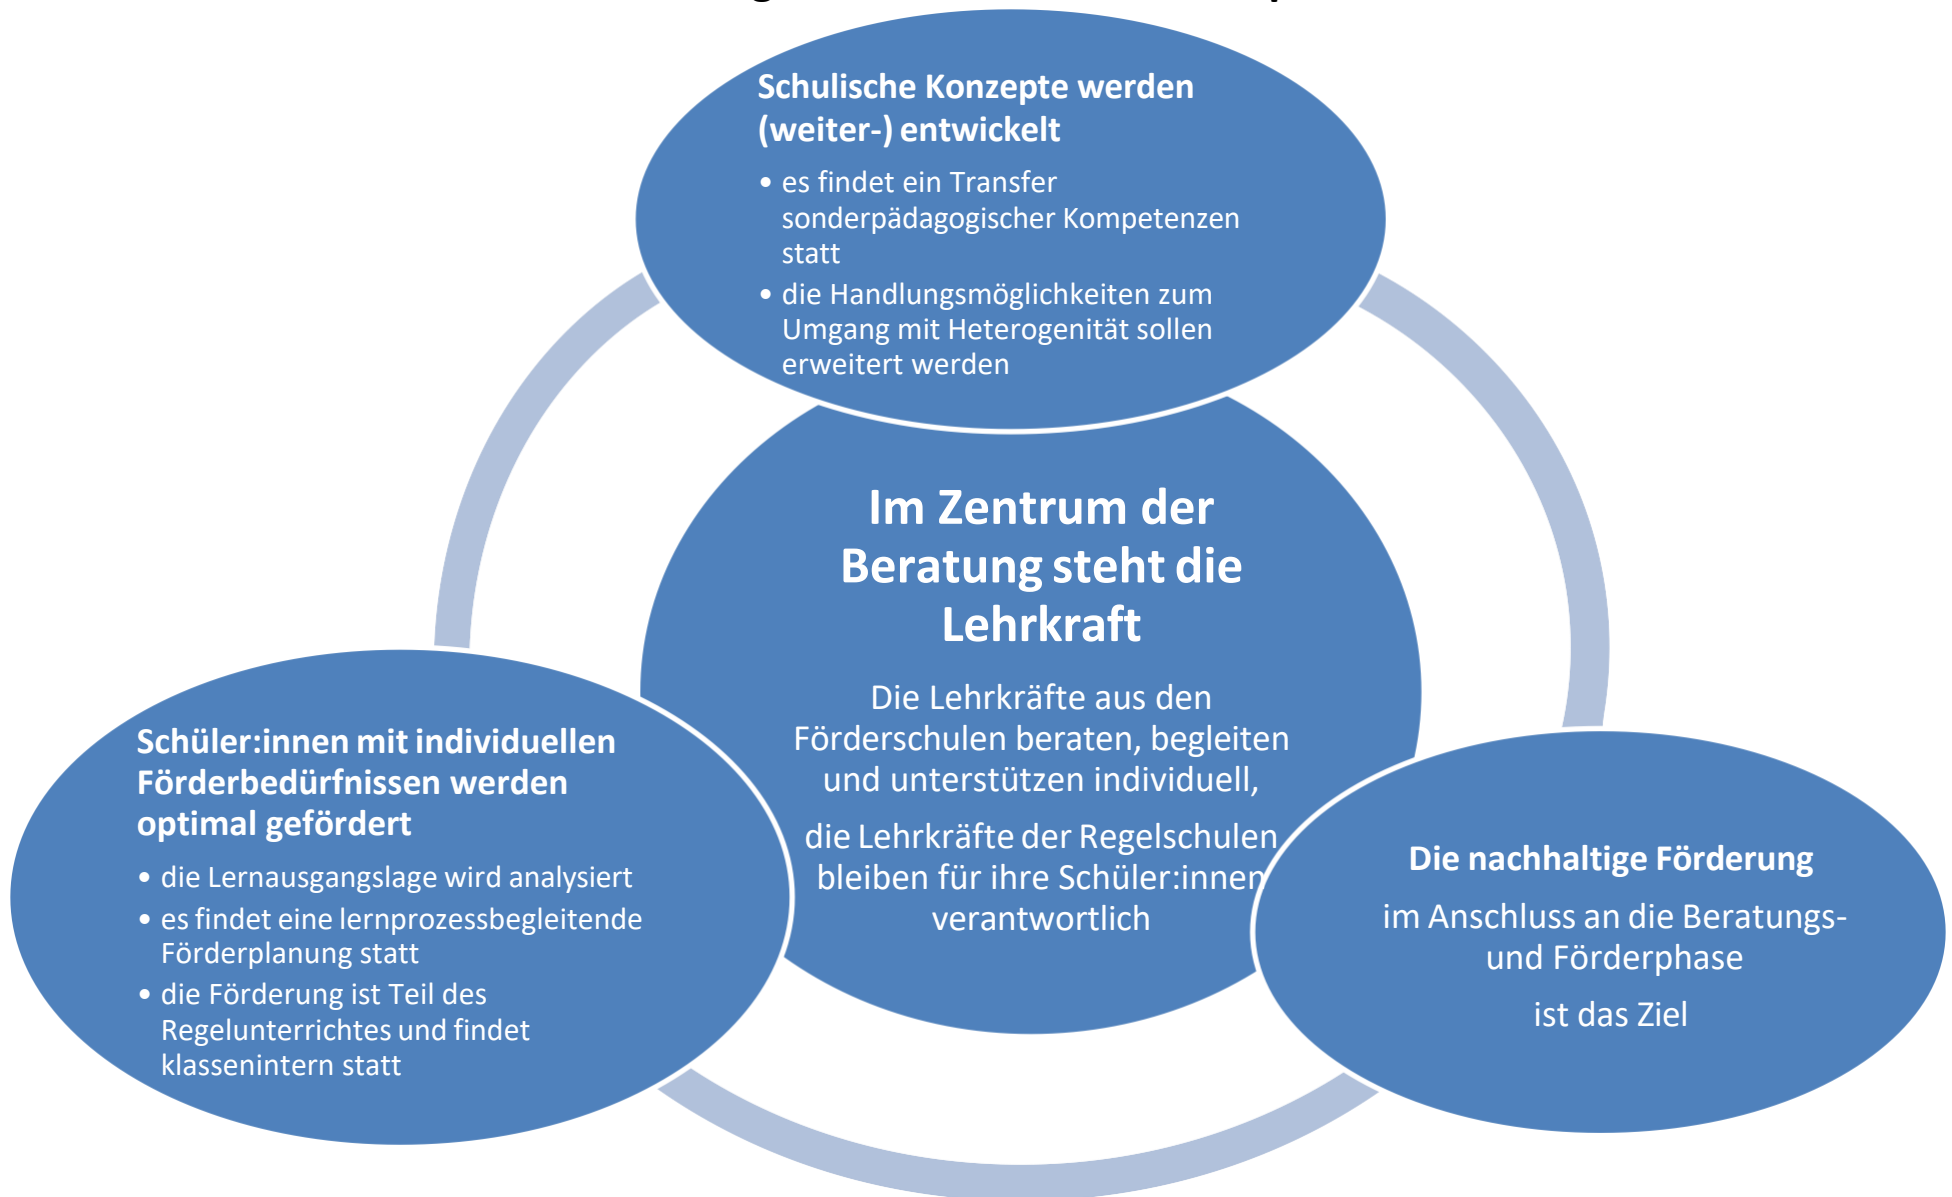 Schulische Konzepte werden
(weiter-) entwickelt
• es findet ein Transfer
sonderpädagogischer Kompetenzen
statt
• die Handlungsmöglichkeiten zum
Umgang mit Heterogenität sollen
erweitert werden
Im Zentrum der
Beratung steht die
Lehrkraft
Die Lehrkräfte aus den
Förderschulen beraten, begleiten
und unterstützen individuell,
die Lehrkräfte der Regelschulen
bleiben für ihre Schüler:innen
verantwortlich
Schüler:innen mit individuellen
Förderbedürfnissen werden
optimal gefördert
• die Lernausgangslage wird analysiert
• es findet eine lernprozessbegleitende
Förderplanung statt
• die Förderung ist Teil des
Regelunterrichtes und findet
klassenintern statt
Die nachhaltige Förderung
im Anschluss an die Beratungs-
und Förderphase
ist das Ziel